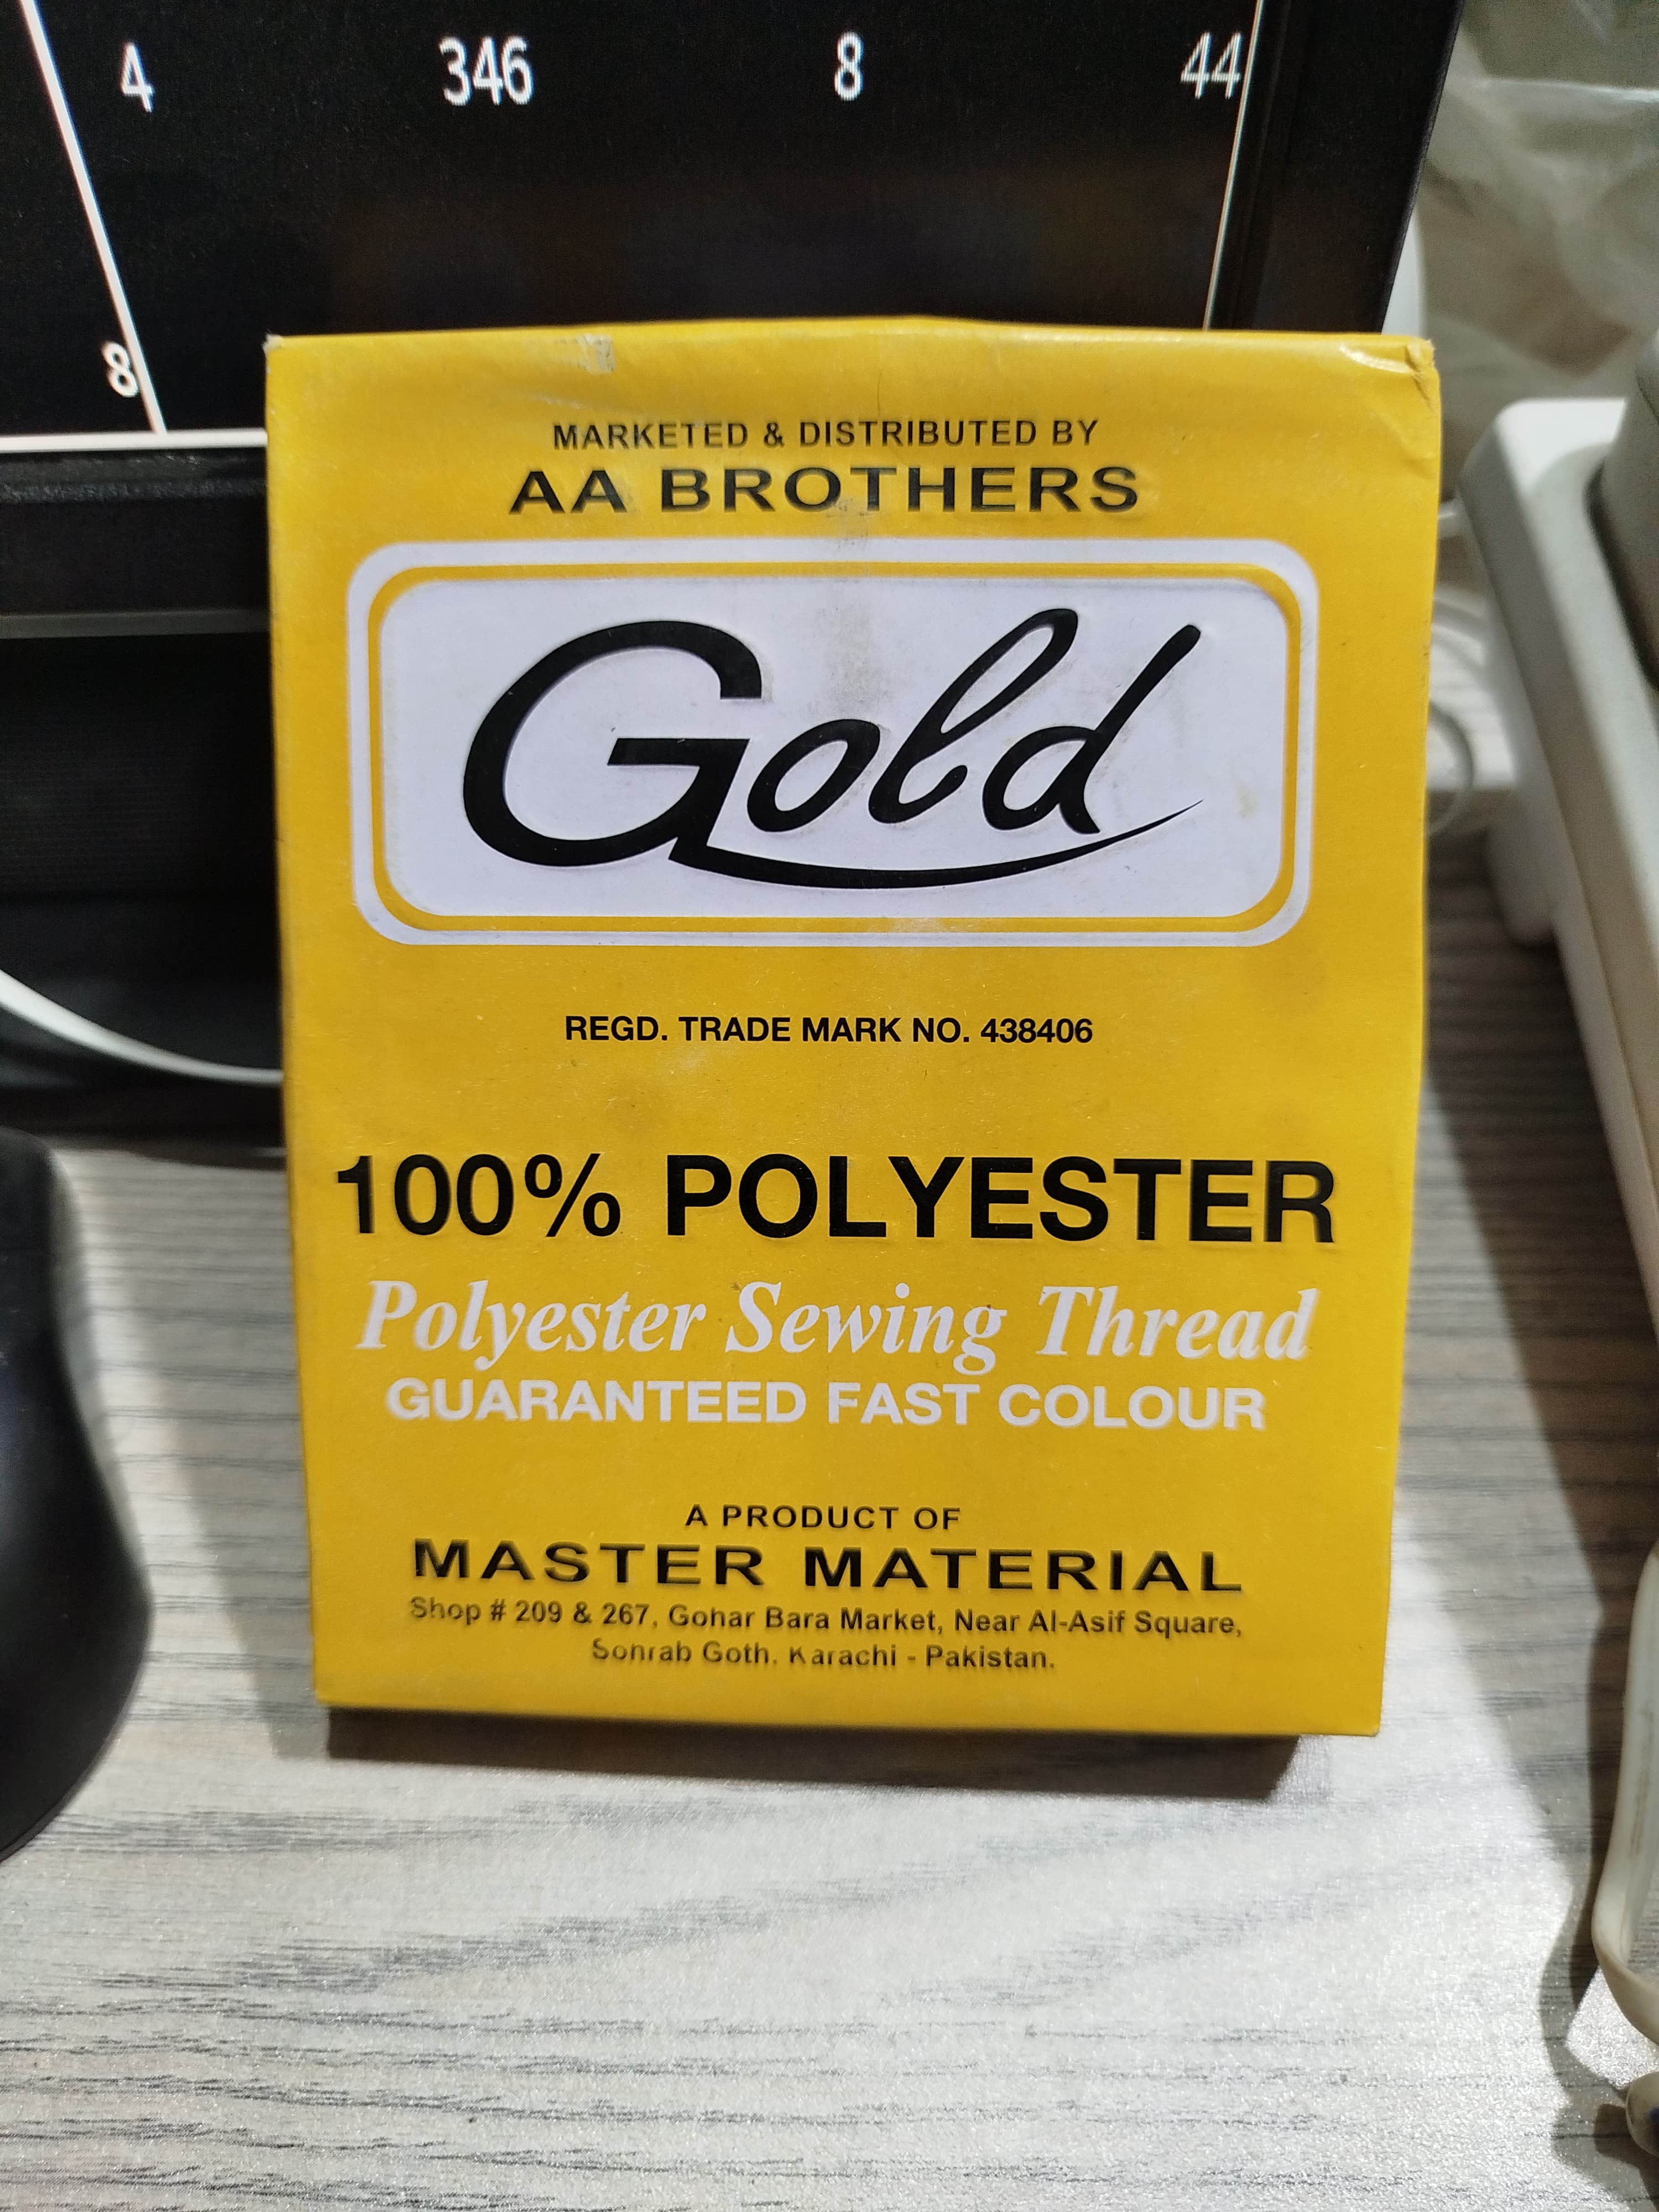 4 346 8 44
8
MARKETED & DISTRIBUTED BY
AA BROTHERS
Gold
REGD. TRADE MARK NO. 438406
100% POLYESTER
Polyester Sewing Thread
GUARANTEED FAST COLOUR
A PRODUCT OF
MASTER MATERIAL
Shop # 209 & 267, Gohar Bara Market, Near Al-Asif Square,
Sohrab Goth. Karachi - Pakistan.